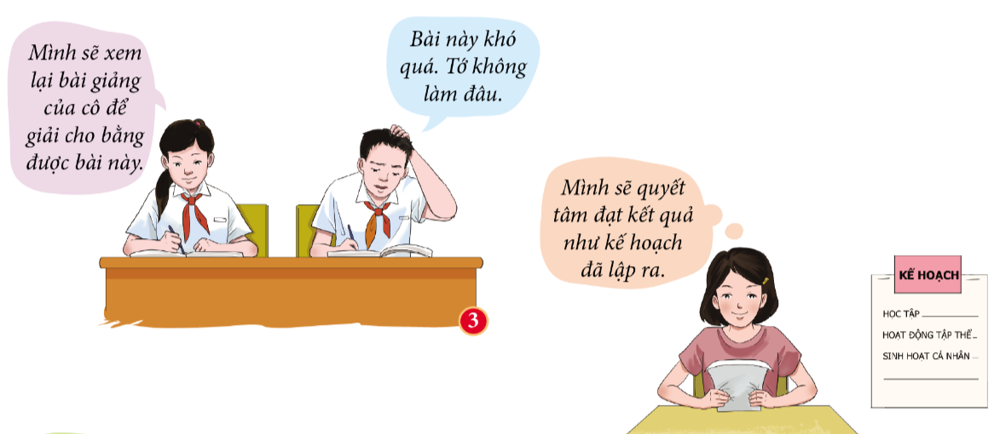 Mình sẽ xem
lại bài giảng
của cô để
giải cho bằng
được bài này.
Bài này khó
quá. Tớ không
làm đâu.
3
Mình sẽ quyết
tâm đạt kết quả
như kế hoạch
đã lập ra.
KẾ HOẠCH
HỌC TẬP
HOẠT ĐỘNG TẬP THỂ
SINH HOẠT CÁ NHÂN